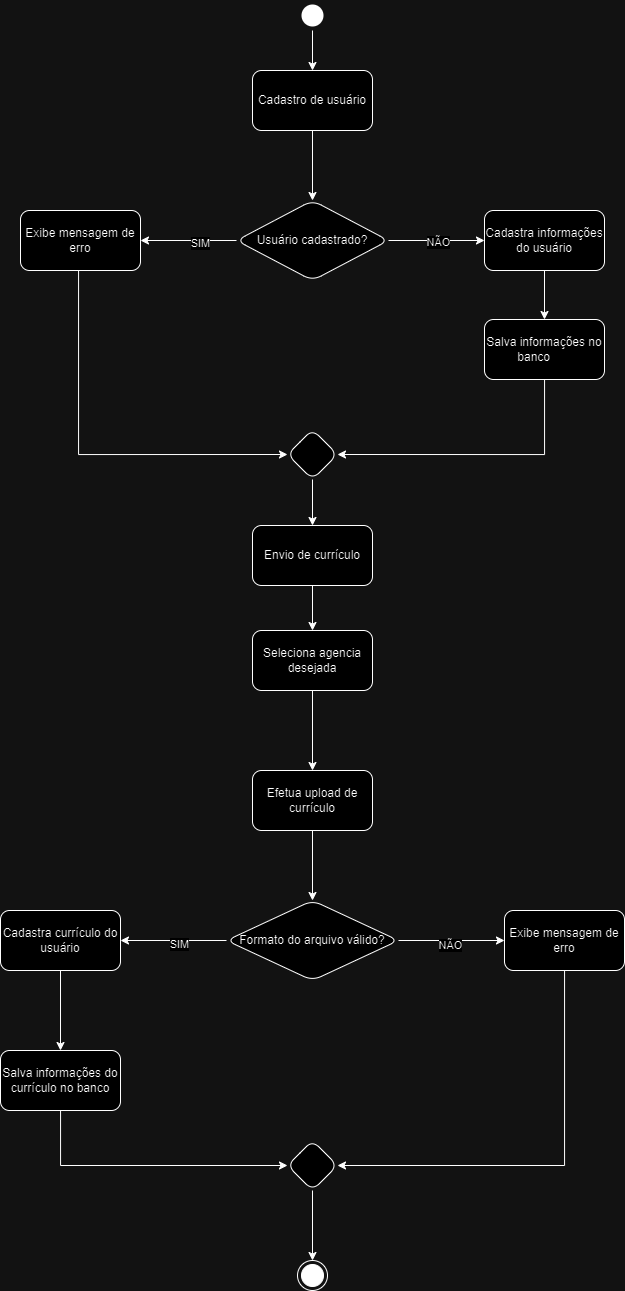 Cadastro de usuário
Exibe mensagem de
erro
SIM
Usuário cadastrado?
NÃO
Cadastra informações
do usuário
Salva informações no
banco
Envio de currículo
Seleciona agencia
desejada
Efetua upload de
currículo
Cadastra currículo do
usuário
SIM
Formato do arquivo válido?
NÃO
Exibe mensagem de
erro
Salva informações do
currículo no banco